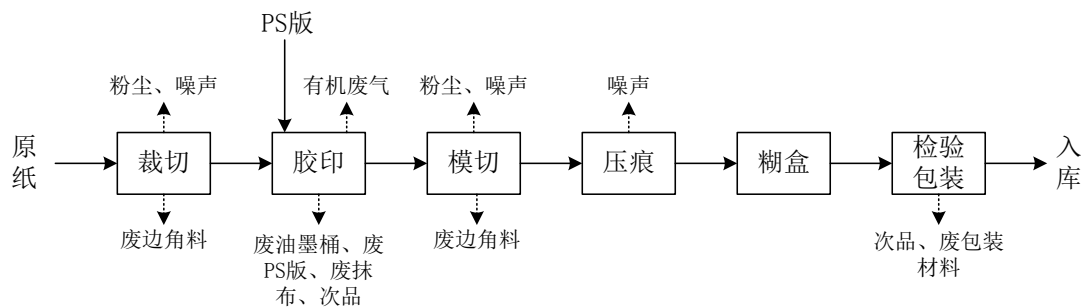 PS版
粉尘、噪声
有机废气
粉尘、噪声
噪声
原
纸
裁切
胶印
模切
压痕
糊盒
检验
包装
入
库
废边角料
废油墨桶、废
PS版、废抹
布、次品
废边角料
次品、废包装
材料